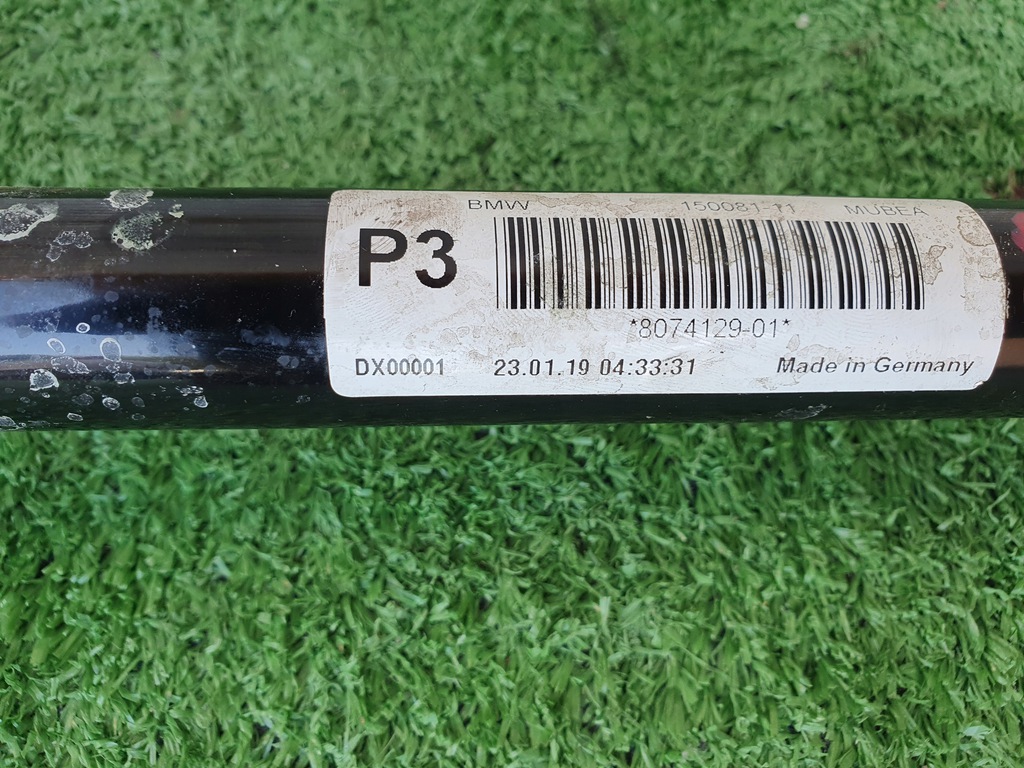 BMW 150081-11 MUBEA
P3
*8074129-01*
DX00001 23.01.19 04:33:31 Made in Germany